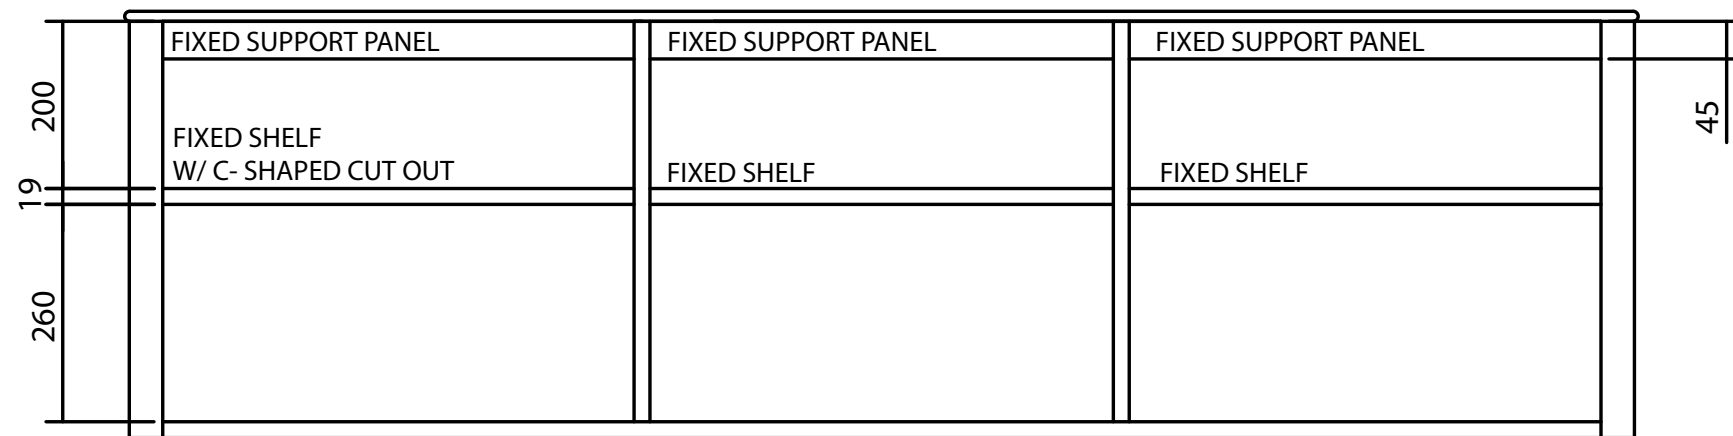 FIXED SUPPORT PANEL
FIXED SUPPORT PANEL
FIXED SUPPORT PANEL
200
45
FIXED SHELF
W/ C- SHAPED CUT OUT
FIXED SHELF
FIXED SHELF
19
260